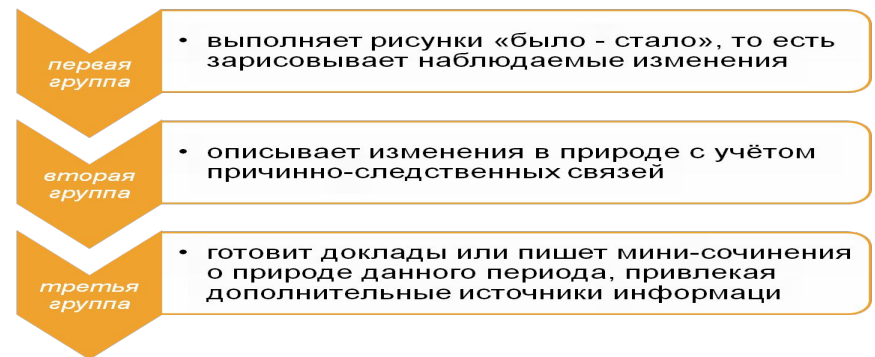 первая
группа
• выполняет рисунки «было - стало», то есть
зарисовывает наблюдаемые изменения
вторая
группа
• описывает изменения в природе с учётом
причинно-следственных связей
третья
группа
• готовит доклады или пишет мини-сочинения
о природе данного периода, привлекая
дополнительные источники информаци